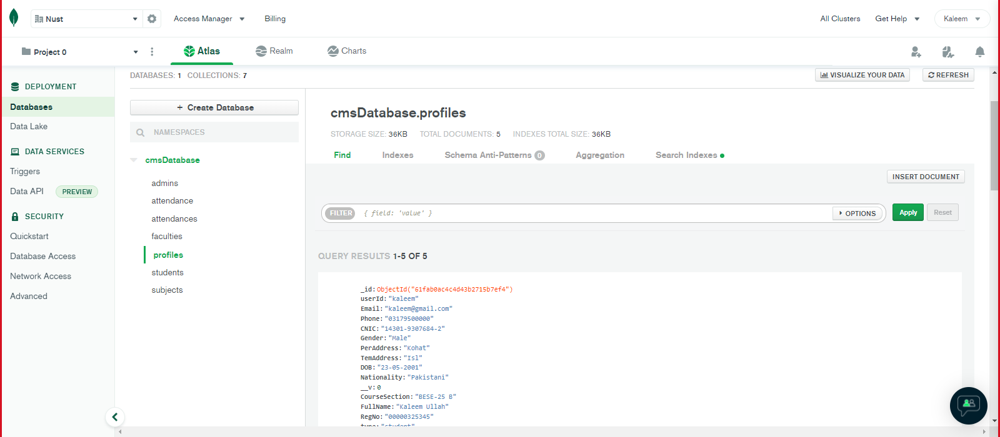 Nust
Access Manager
Billing
All Clusters
Get Help
Kaleem
Project 0
Atlas
Realm
Charts
DATABASES: 1 COLLECTIONS: 7
VISUALIZE YOUR DATA
REFRESH
DEPLOYMENT
Databases
Data Lake
DATA SERVICES
Triggers
Data API PREVIEW
SECURITY
Quickstart
Database Access
Network Access
Advanced
+ Create Database
NAMESPACES
cmsDatabase
admins
attendance
attendances
faculties
profiles
students
subjects
cmsDatabase.profiles
STORAGE SIZE: 36KB TOTAL DOCUMENTS: 5 INDEXES TOTAL SIZE: 36KB
Find Indexes Schema Anti-Patterns 0 Aggregation Search Indexes
INSERT DOCUMENT
FILTER { field: 'value' } OPTIONS Apply Reset
QUERY RESULTS 1-5 OF 5
_id: ObjectId("61fab0ac4c4d43b2715b7ef4")
userId: "kaleem"
Email: "kaleem@gmail.com"
Phone: "03179500000"
CNIC: "14301-9307684-2"
Gender: "Male"
PerAddress: "Kohat"
TemAddress: "Isl"
DOB: "23-05-2001"
Nationality: "Pakistani"
__v: 0
CourseSection: "BESE-25 B"
FullName: "Kaleem Ullah"
RegNo: "00000325345"
type: "student"